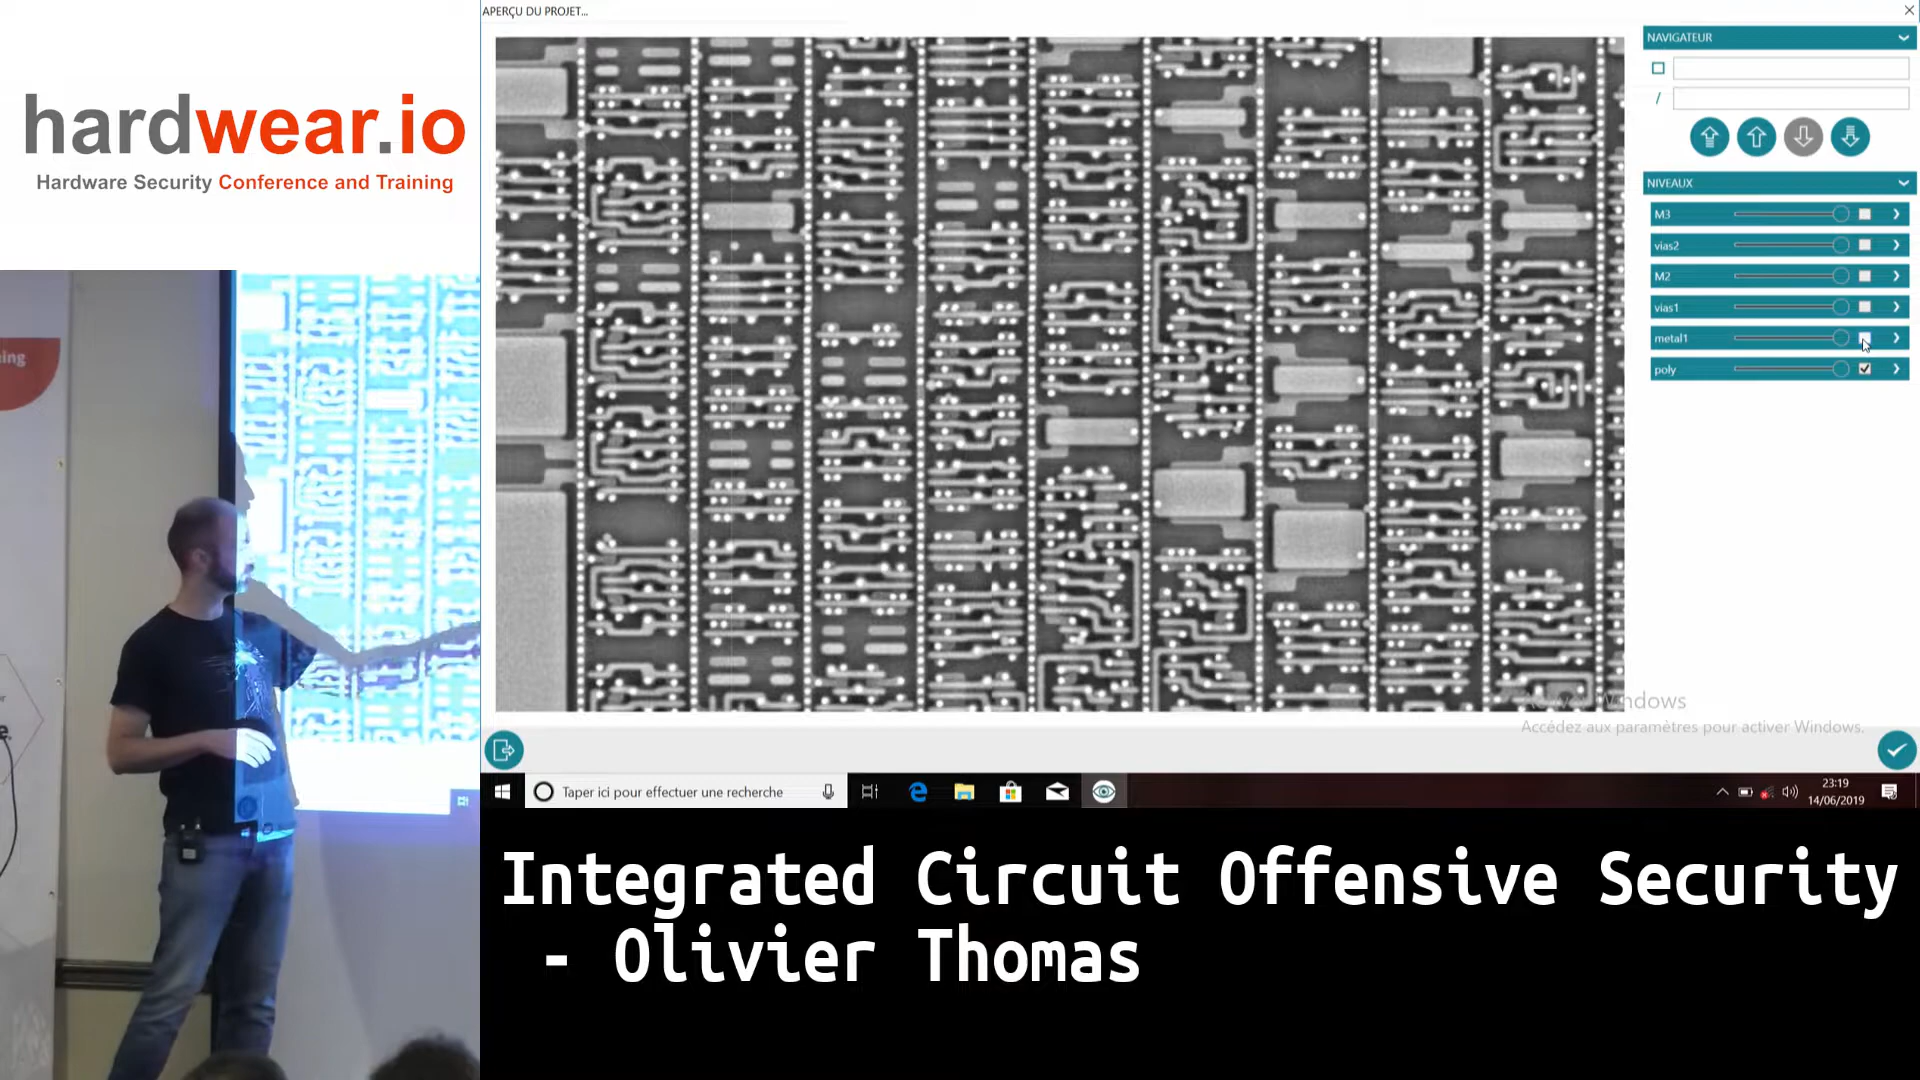 APERÇU DU PROJET...
hardwear.io
Hardware Security Conference and Training
NAVIGATEUR
NIVEAUX
M3
vias2
M2
vias1
metal1
poly
Accédez aux paramètres pour activer Windows.
Taper ici pour effectuer une recherche
23:19
14/06/2019
Integrated Circuit Offensive Security
- Olivier Thomas